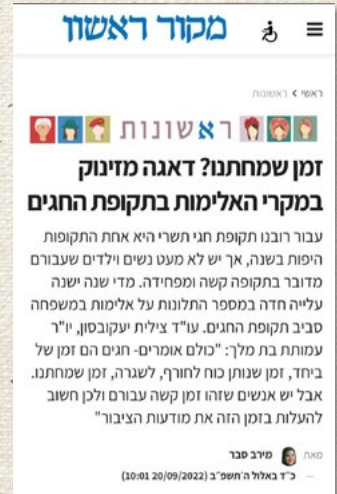 מקור ראשון
ראשי > ראשונות
ראשונות
זמן שמחתנו? דאגה מזינוק
במקרי האלימות בתקופת החגים
עבור רובנו תקופת חגי תשרי היא אחת התקופות
היפות בשנה, אך יש לא מעט נשים וילדים שעבורם
מדובר בתקופה קשה ומפחידה. מדי שנה ישנה
עלייה חדה במספר התלונות על אלימות במשפחה
סביב תקופת החגים. עו"ד צילית יעקובסון, יו"ר
עמותת בת מלך: "כולם אומרים- חגים הם זמן של
ביחד, זמן שנותן כוח לחורף, לשגרה, זמן שמחתנו.
אבל יש אנשים שזהו זמן קשה עבורם ולכן חשוב
להעלות בזמן הזה את מודעות הציבור"
מאת מירב סבר
כ״ד באלול ה׳תשפ״ב (20/09/2022 10:01)